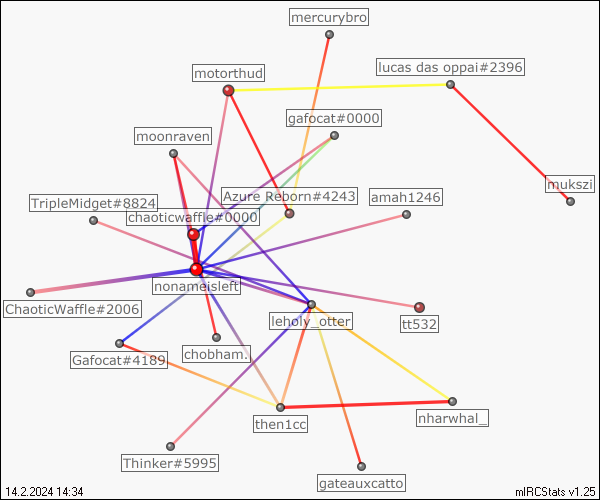 mercurybro
lucas das oppai#2396
motorthud
gafocat#0000
moonraven
mukszi
Azure Reborn#4243
amah1246
TripleMidget#8824
chaoticwaffle#0000
nonameisleft
ChaoticWaffle#2006
leholy_otter
tt532
chobham.
Gafocat#4189
then1cc
nharwhal_
Thinker#5995
gateauxcatto
14.2.2024 14:34
mIRCStats v1.25